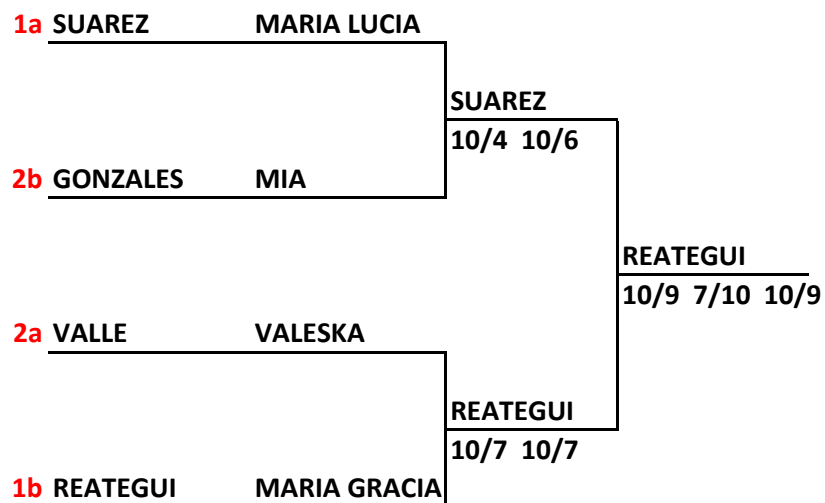 1a SUAREZ MARIA LUCIA
SUAREZ
10/4 10/6
2b GONZALES MIA
REATEGUI
10/9 7/10 10/9
2a VALLE VALESKA
REATEGUI
10/7 10/7
1b REATEGUI MARIA GRACIA